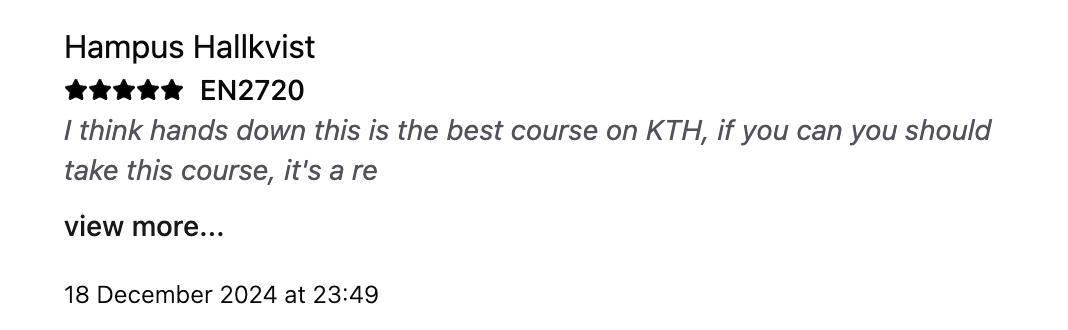 Hampus Hallkvist
★★★★★ EN2720
I think hands down this is the best course on KTH, if you can you should
take this course, it's a re
view more...
18 December 2024 at 23:49